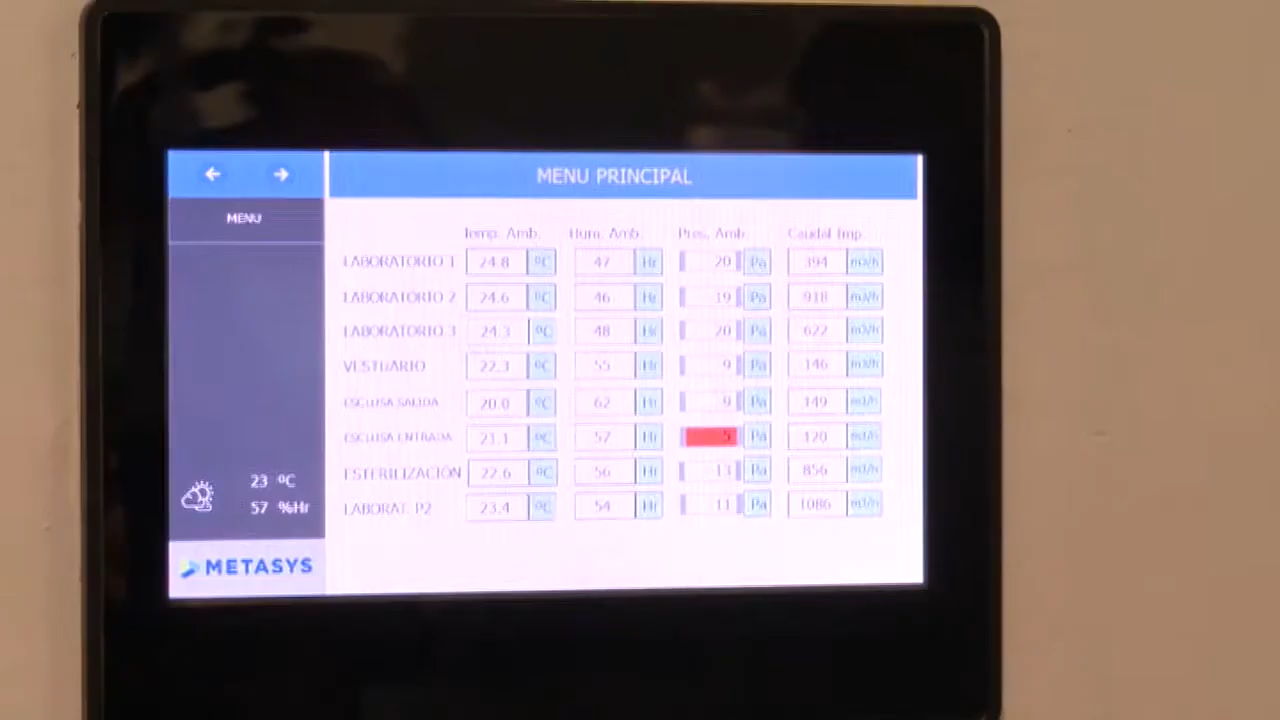 ← →
MENU PRINCIPAL
MENU
Temp. Amb. Hum. Amb. Pres. Amb. Caudal Imp.
LABORATORIO 1 24.8 ºC 47 Hr 20 Pa 394 m3/h
LABORATORIO 2 24.6 ºC 46 Hr 19 Pa 918 m3/h
LABORATORIO 3 24.3 ºC 48 Hr 20 Pa 622 m3/h
VESTUARIO 22.3 ºC 55 Hr 9 Pa 146 m3/h
ESCLUSA SALIDA 20.0 ºC 62 Hr 9 Pa 149 m3/h
ESCLUSA ENTRADA 23.1 ºC 57 Hr 5 Pa 120 m3/h
ESTERILIZACIÓN 22.6 ºC 56 Hr 13 Pa 856 m3/h
LABORAT. P2 23.4 ºC 54 Hr 11 Pa 1086 m3/h
23 ºC
57 %Hr
METASYS